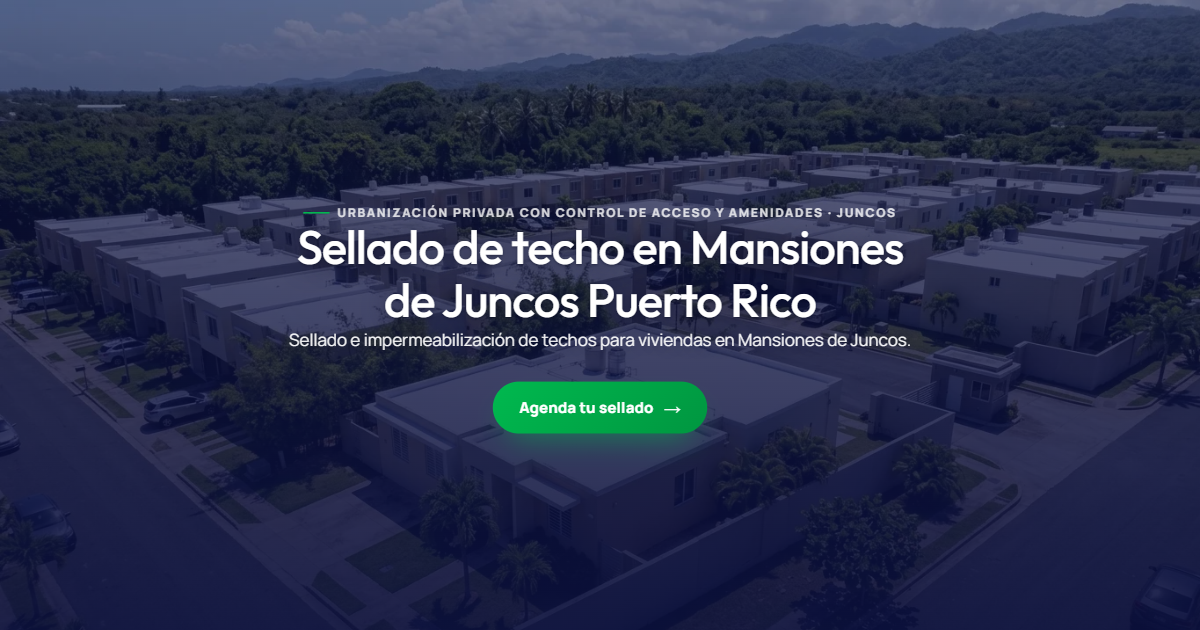 URBANIZACIÓN PRIVADA CON CONTROL DE ACCESO Y AMENIDADES · JUNCOS
Sellado de techo en Mansiones
de Juncos Puerto Rico
Sellado e impermeabilización de techos para viviendas en Mansiones de Juncos.
Agenda tu sellado →